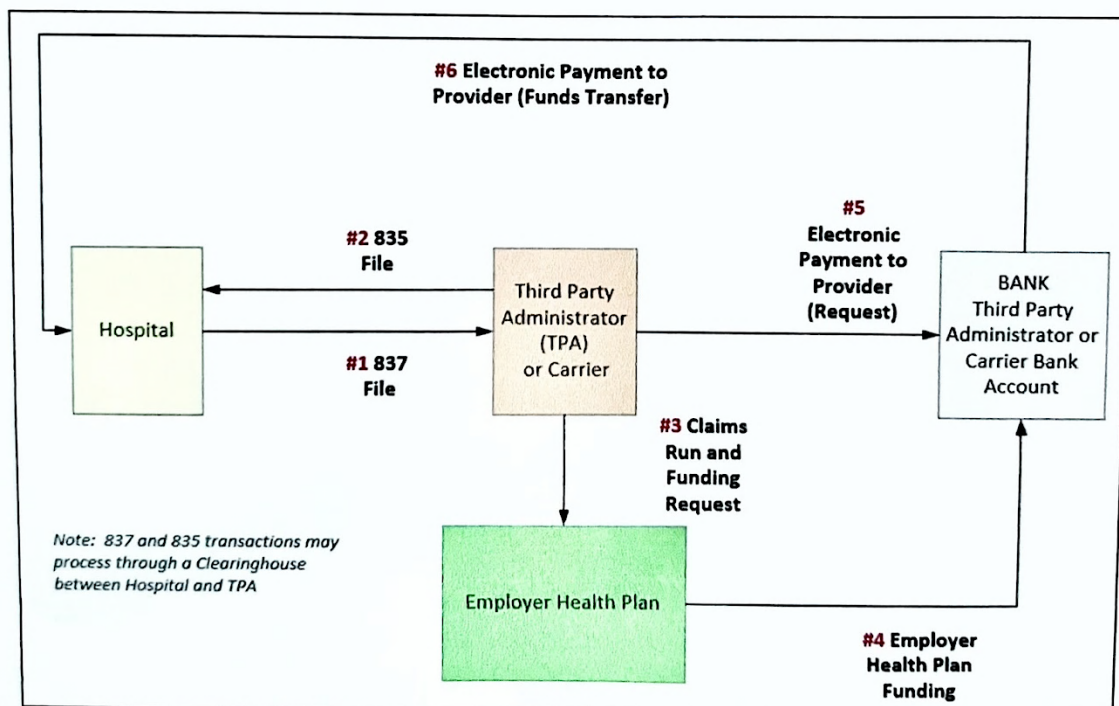 #6 Electronic Payment to
Provider (Funds Transfer)
#2 835
File
#5
Electronic
Payment to
Provider
(Request)
Hospital
Third Party
Administrator
(TPA)
or Carrier
BANK
Third Party
Administrator or
Carrier Bank
Account
#1 837
File
#3 Claims
Run and
Funding
Request
Note: 837 and 835 transactions may
process through a Clearinghouse
between Hospital and TPA
Employer Health Plan
#4 Employer
Health Plan
Funding